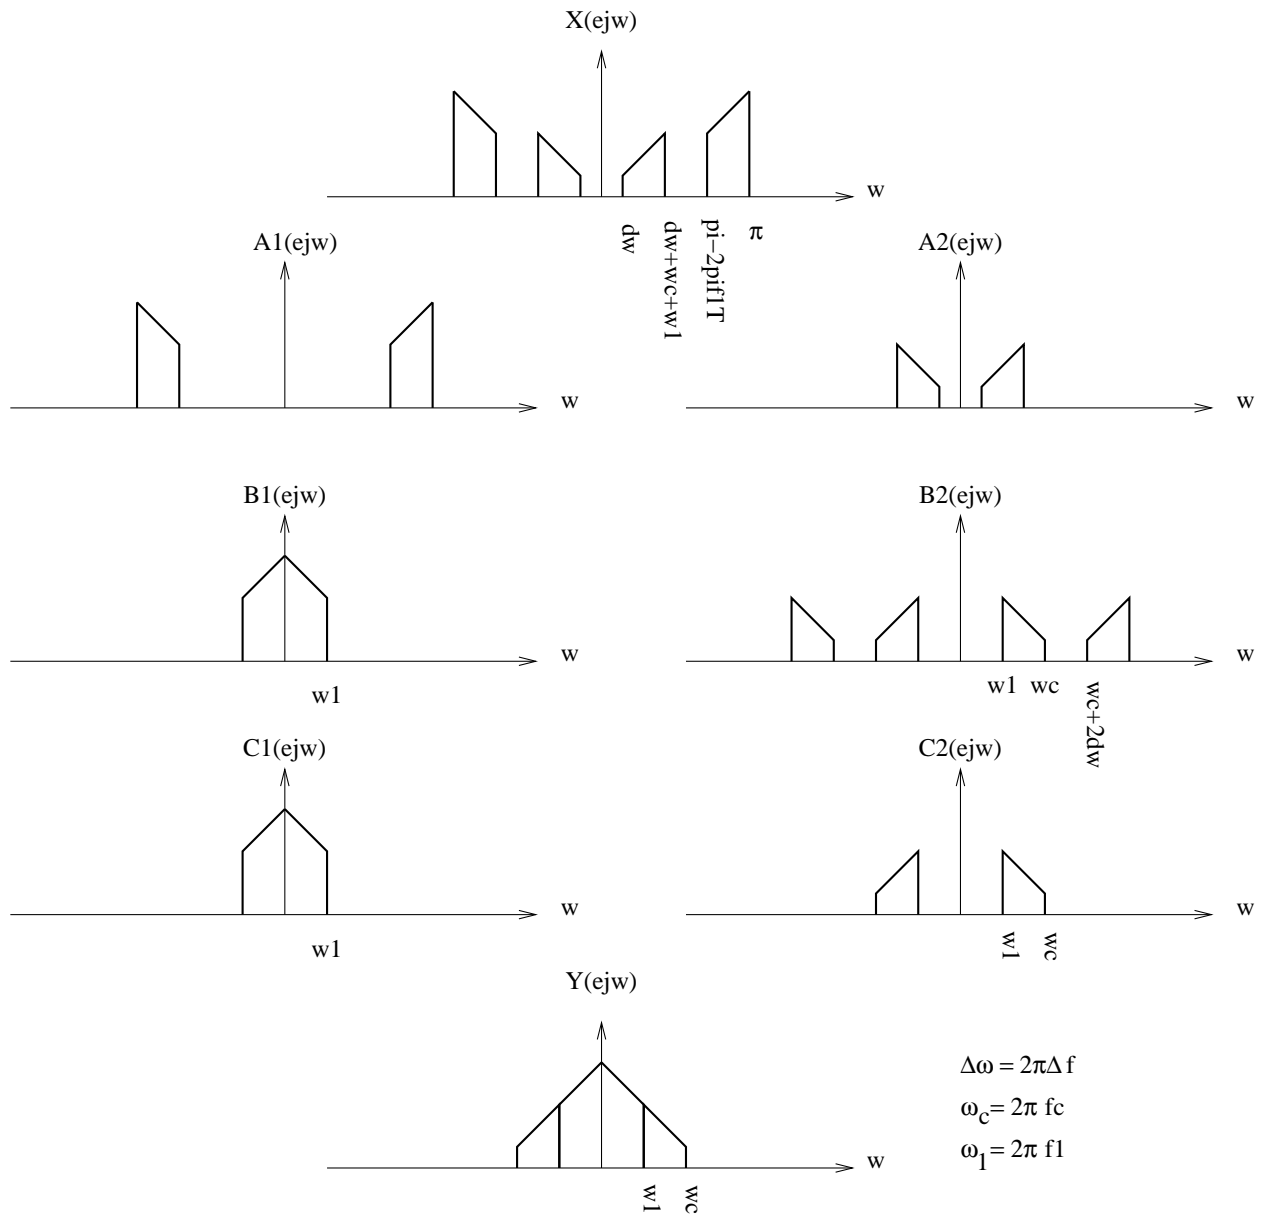 X(ejw)
w
dw
dw+wc+w1
pi−2pif1T
π
A1(ejw)
w
A2(ejw)
w
B1(ejw)
w
w1
B2(ejw)
w
w1
wc
wc+2dw
C1(ejw)
w
w1
C2(ejw)
w
w1
wc
Y(ejw)
w
w1
wc
Δω = 2πΔ f
ωc= 2π fc
ω1= 2π f1